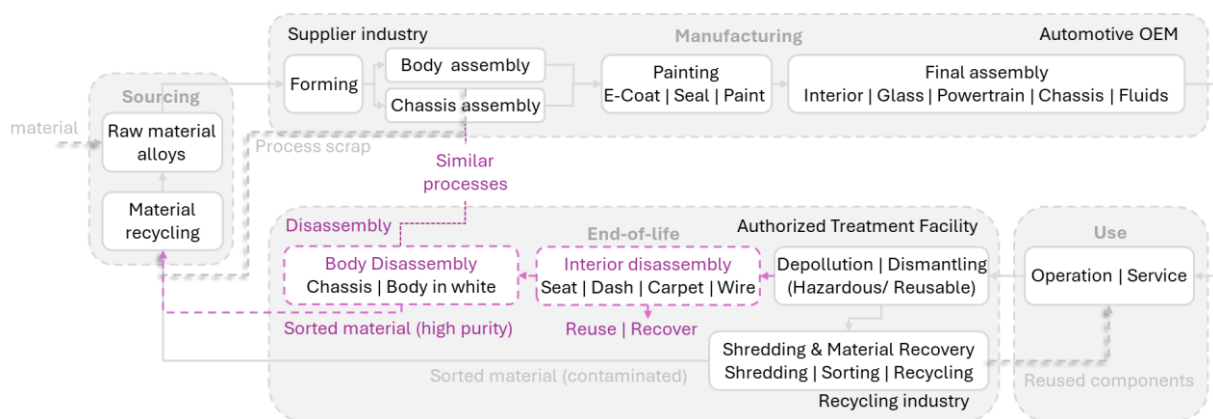 Supplier industry
Manufacturing
Automotive OEM
Forming
Body assembly
Chassis assembly
Painting
E-Coat | Seal | Paint
Final assembly
Interior | Glass | Powertrain | Chassis | Fluids
Sourcing
material
Raw material
alloys
Process scrap
Material
recycling
Similar
processes
Disassembly
End-of-life
Authorized Treatment Facility
Use
Body Disassembly
Chassis | Body in white
Interior disassembly
Seat | Dash | Carpet | Wire
Depollution | Dismantling
(Hazardous/ Reusable)
Operation | Service
Sorted material (high purity)
Reuse | Recover
Shredding & Material Recovery
Shredding | Sorting | Recycling
Sorted material (contaminated)
Reused components
Recycling industry